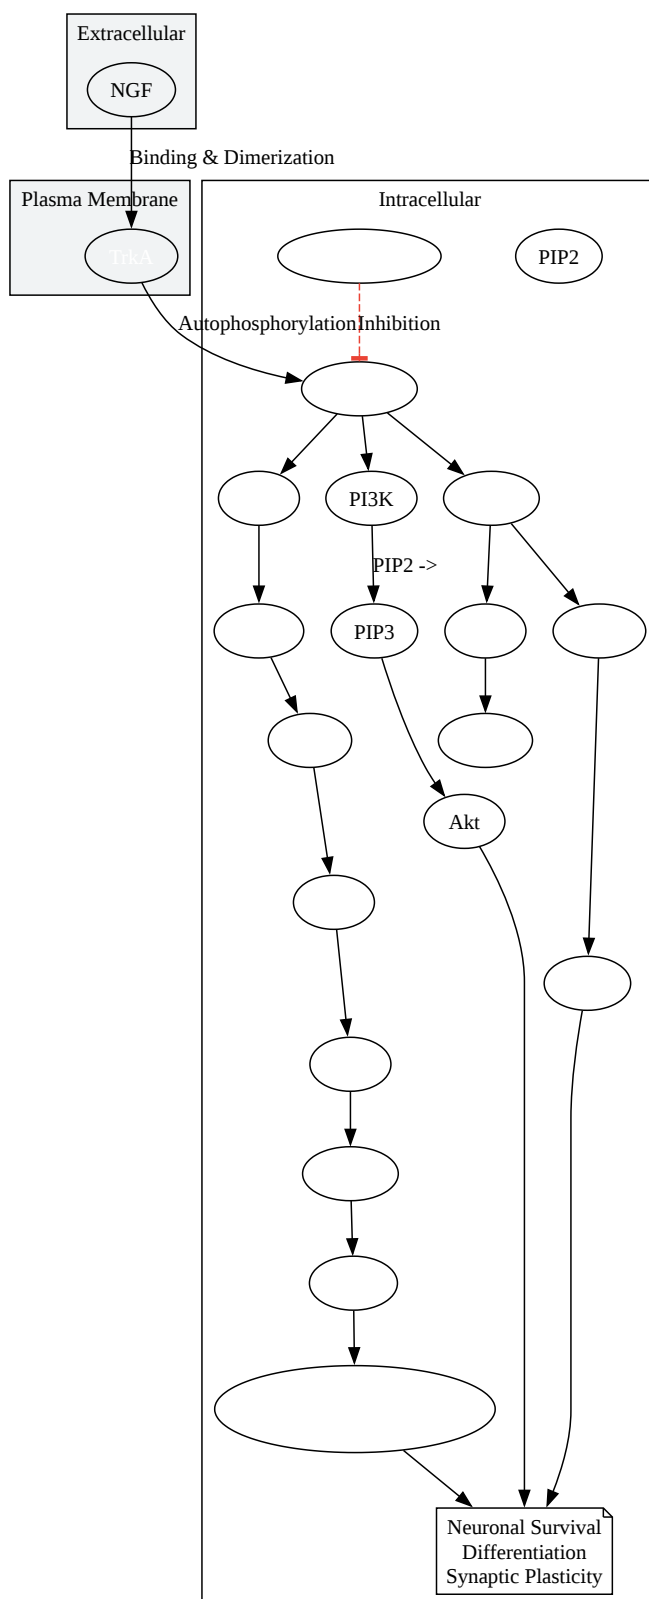 Extracellular
NGF
Binding & Dimerization
Plasma Membrane
TrkA
Intracellular
PIP2
Autophosphorylation
Inhibition
PI3K
PIP2 ->
PIP3
Akt
Neuronal Survival
Differentiation
Synaptic Plasticity